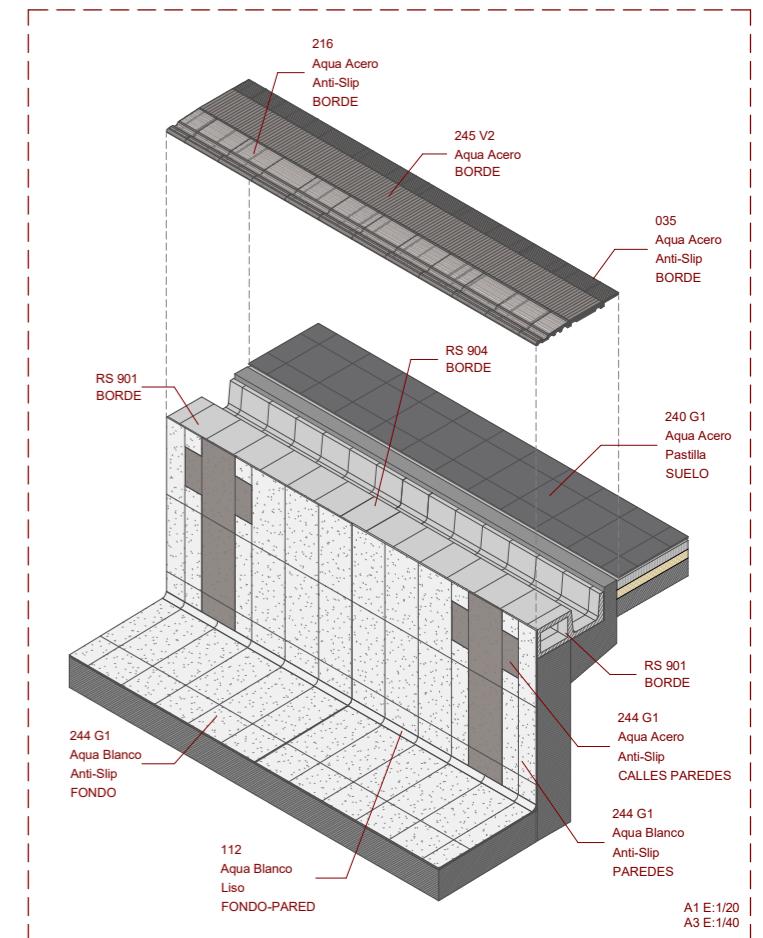 216
Aqua Acero
Anti-Slip
BORDE
245 V2
Aqua Acero
BORDE
035
Aqua Acero
Anti-Slip
BORDE
RS 904
BORDE
RS 901
BORDE
240 G1
Aqua Acero
Pastilla
SUELO
RS 901
BORDE
244 G1
Aqua Acero
Anti-Slip
CALLES PAREDES
244 G1
Aqua Blanco
Anti-Slip
FONDO
244 G1
Aqua Blanco
Anti-Slip
PAREDES
112
Aqua Blanco
Liso
FONDO-PARED
A1 E:1/20
A3 E:1/40